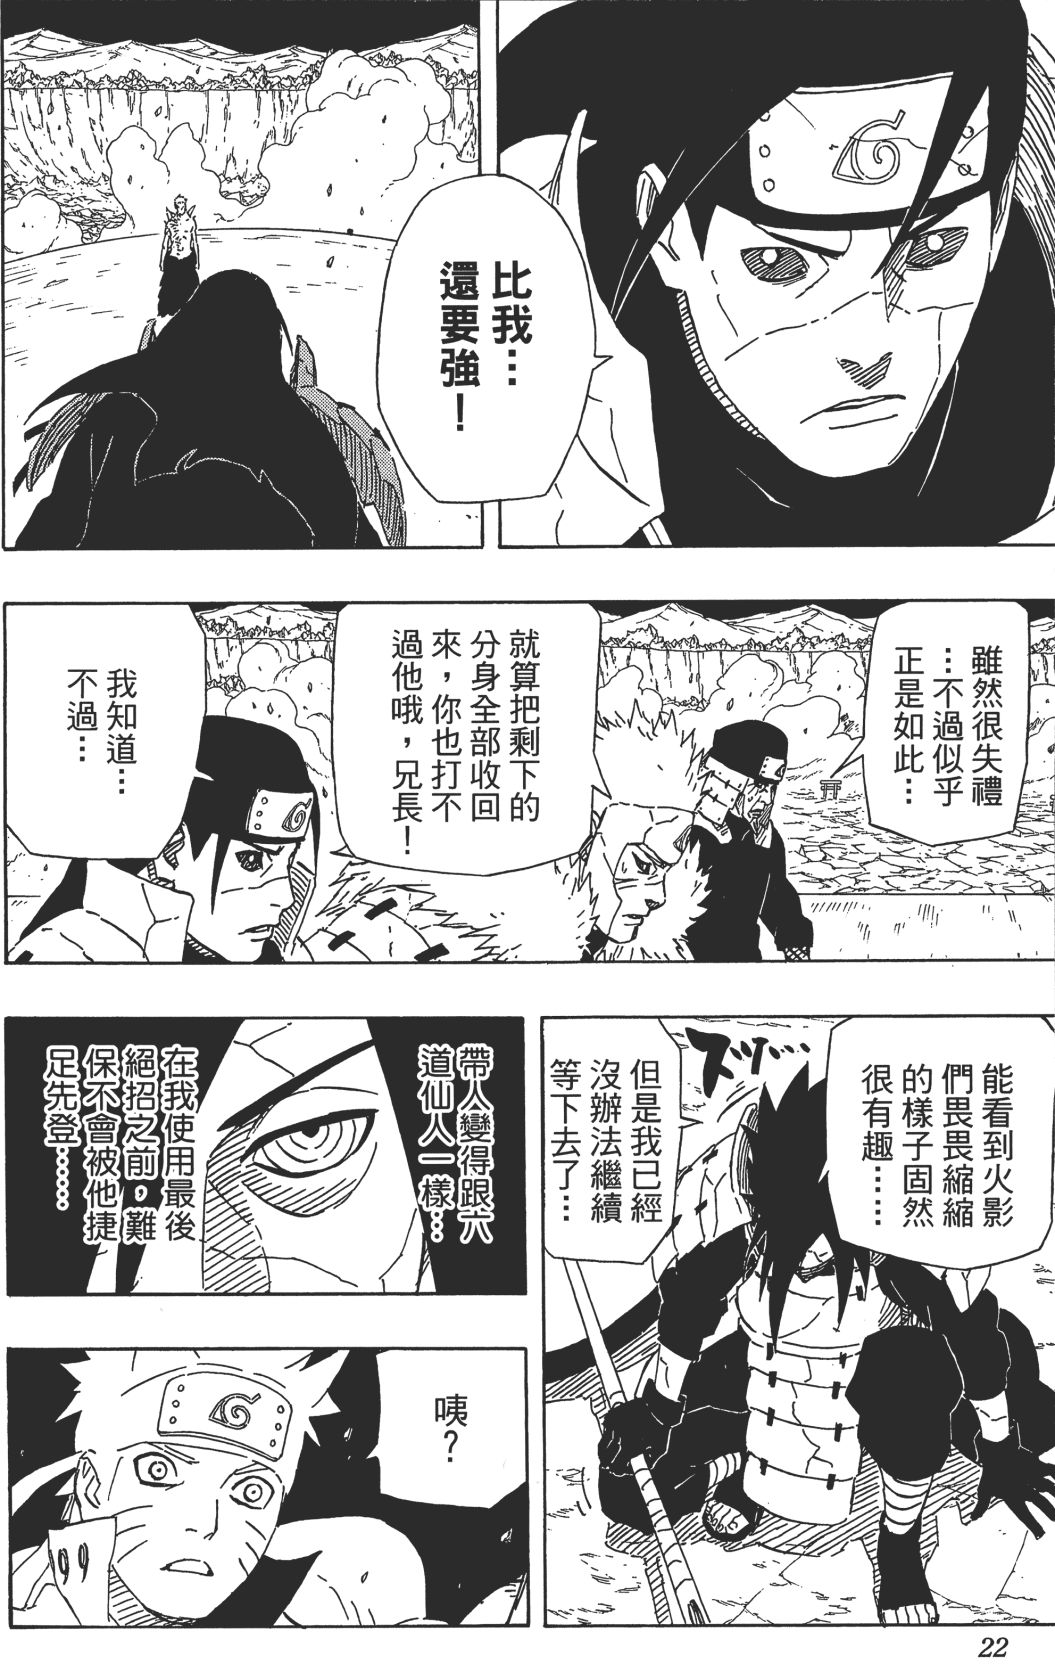 比我…
還要強！
雖然很失禮
…不過似乎
正是如此…
就算把剩下的
分身全部收回
來，你也打不
過他哦，兄長！
我知道…
不過…
能看到火影
們畏畏縮縮
的樣子固然
很有趣……
ズズッ
但是我已經
沒辦法繼續
等下去了…
帶人變得跟六
道仙人一樣…
在我使用最後
絕招之前，難
保不會被他捷
足先登……
咦？
22